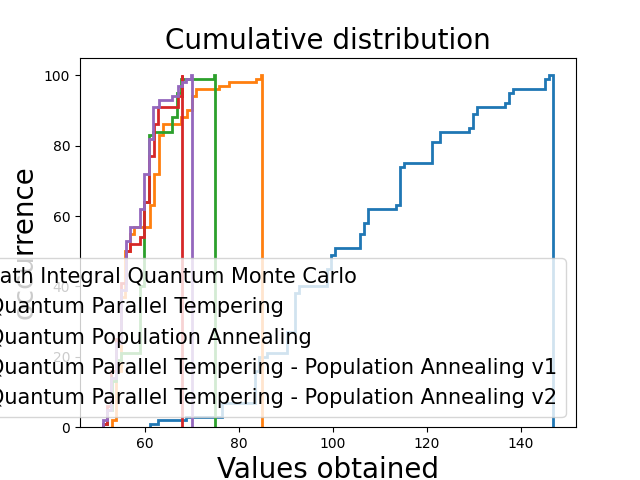 Cumulative distribution
occurrence
100
80
60
40
20
0
ath Integral Quantum Monte Carlo
Quantum Parallel Tempering
Quantum Population Annealing
Quantum Parallel Tempering - Population Annealing v1
Quantum Parallel Tempering - Population Annealing v2
60 80 100 120 140
Values obtained